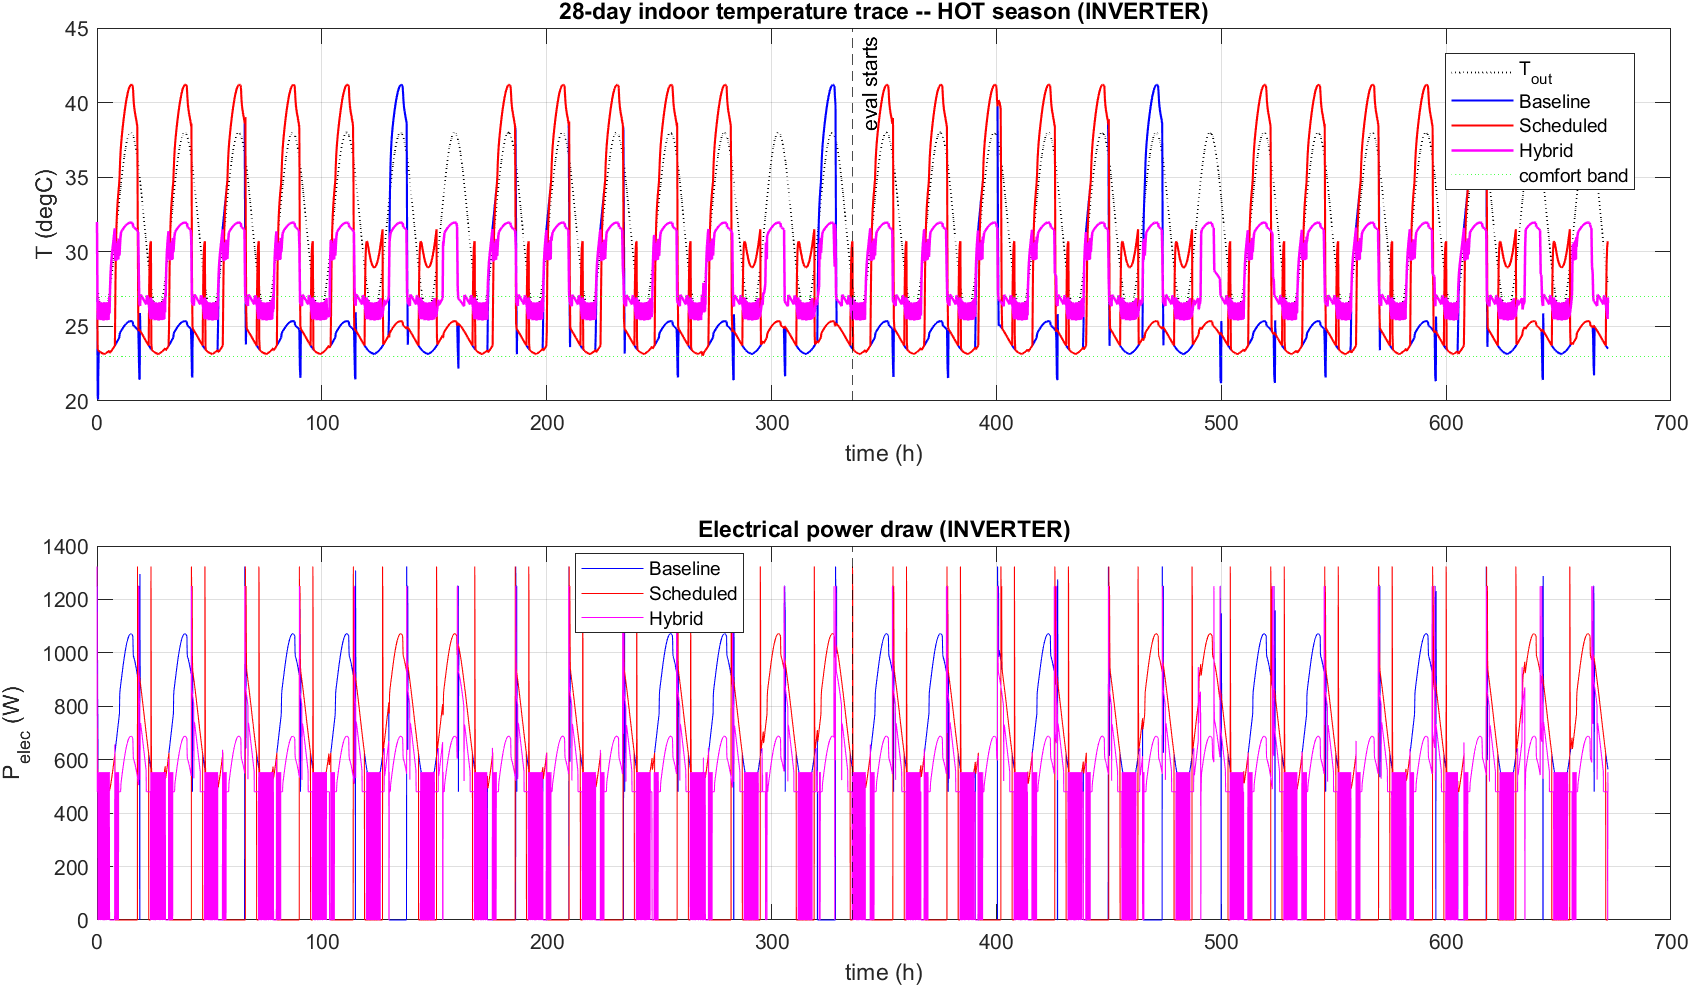 28-day indoor temperature trace -- HOT season (INVERTER)
45
40
35
30
25
20
T (degC)
eval starts
T_out
Baseline
Scheduled
Hybrid
comfort band
0 100 200 300 400 500 600 700
time (h)
Electrical power draw (INVERTER)
1400
1200
1000
800
600
400
200
0
P_elec (W)
Baseline
Scheduled
Hybrid
0 100 200 300 400 500 600 700
time (h)